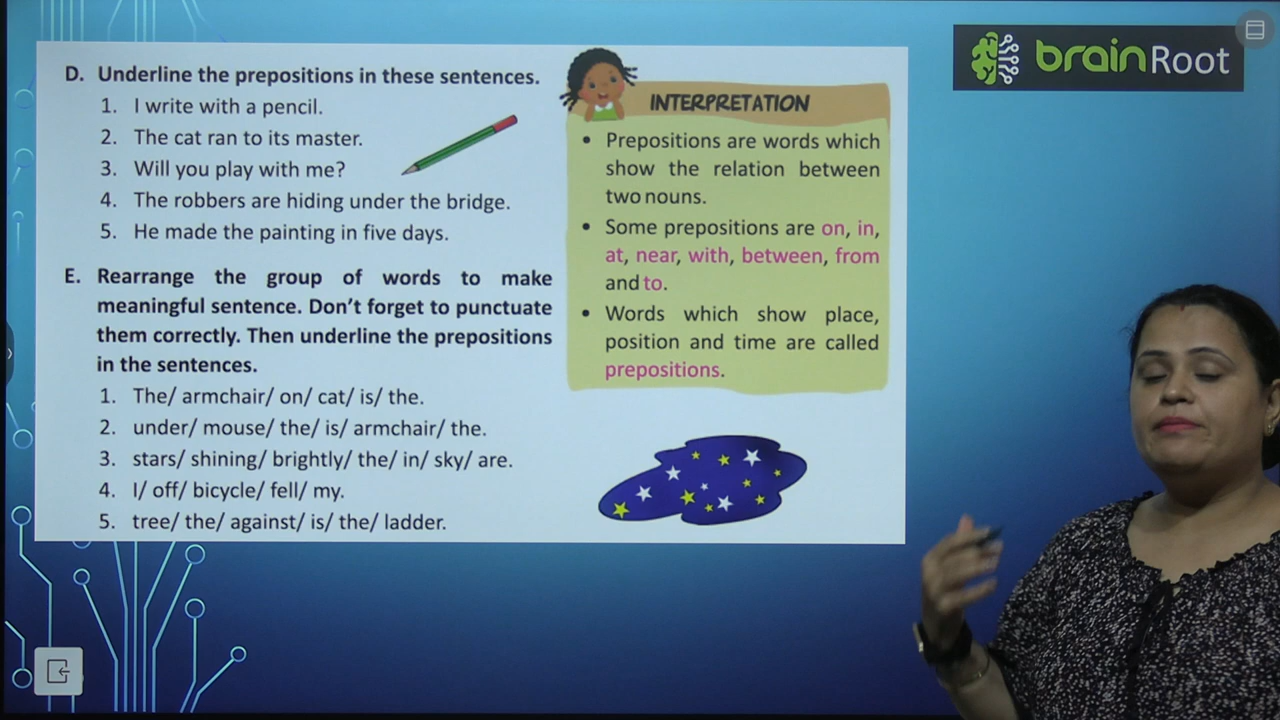 D. Underline the prepositions in these sentences.
1. I write with a pencil.
2. The cat ran to its master.
3. Will you play with me?
4. The robbers are hiding under the bridge.
5. He made the painting in five days.
E. Rearrange the group of words to make
meaningful sentence. Don't forget to punctuate
them correctly. Then underline the prepositions
in the sentences.
1. The/ armchair/ on/ cat/ is/ the.
2. under/ mouse/ the/ is/ armchair/ the.
3. stars/ shining/ brightly/ the/ in/ sky/ are.
4. I/ off/ bicycle/ fell/ my.
5. tree/ the/ against/ is/ the/ ladder.
INTERPRETATION
• Prepositions are words which
show the relation between
two nouns.
• Some prepositions are on, in,
at, near, with, between, from
and to.
• Words which show place,
position and time are called
prepositions.
brainRoot